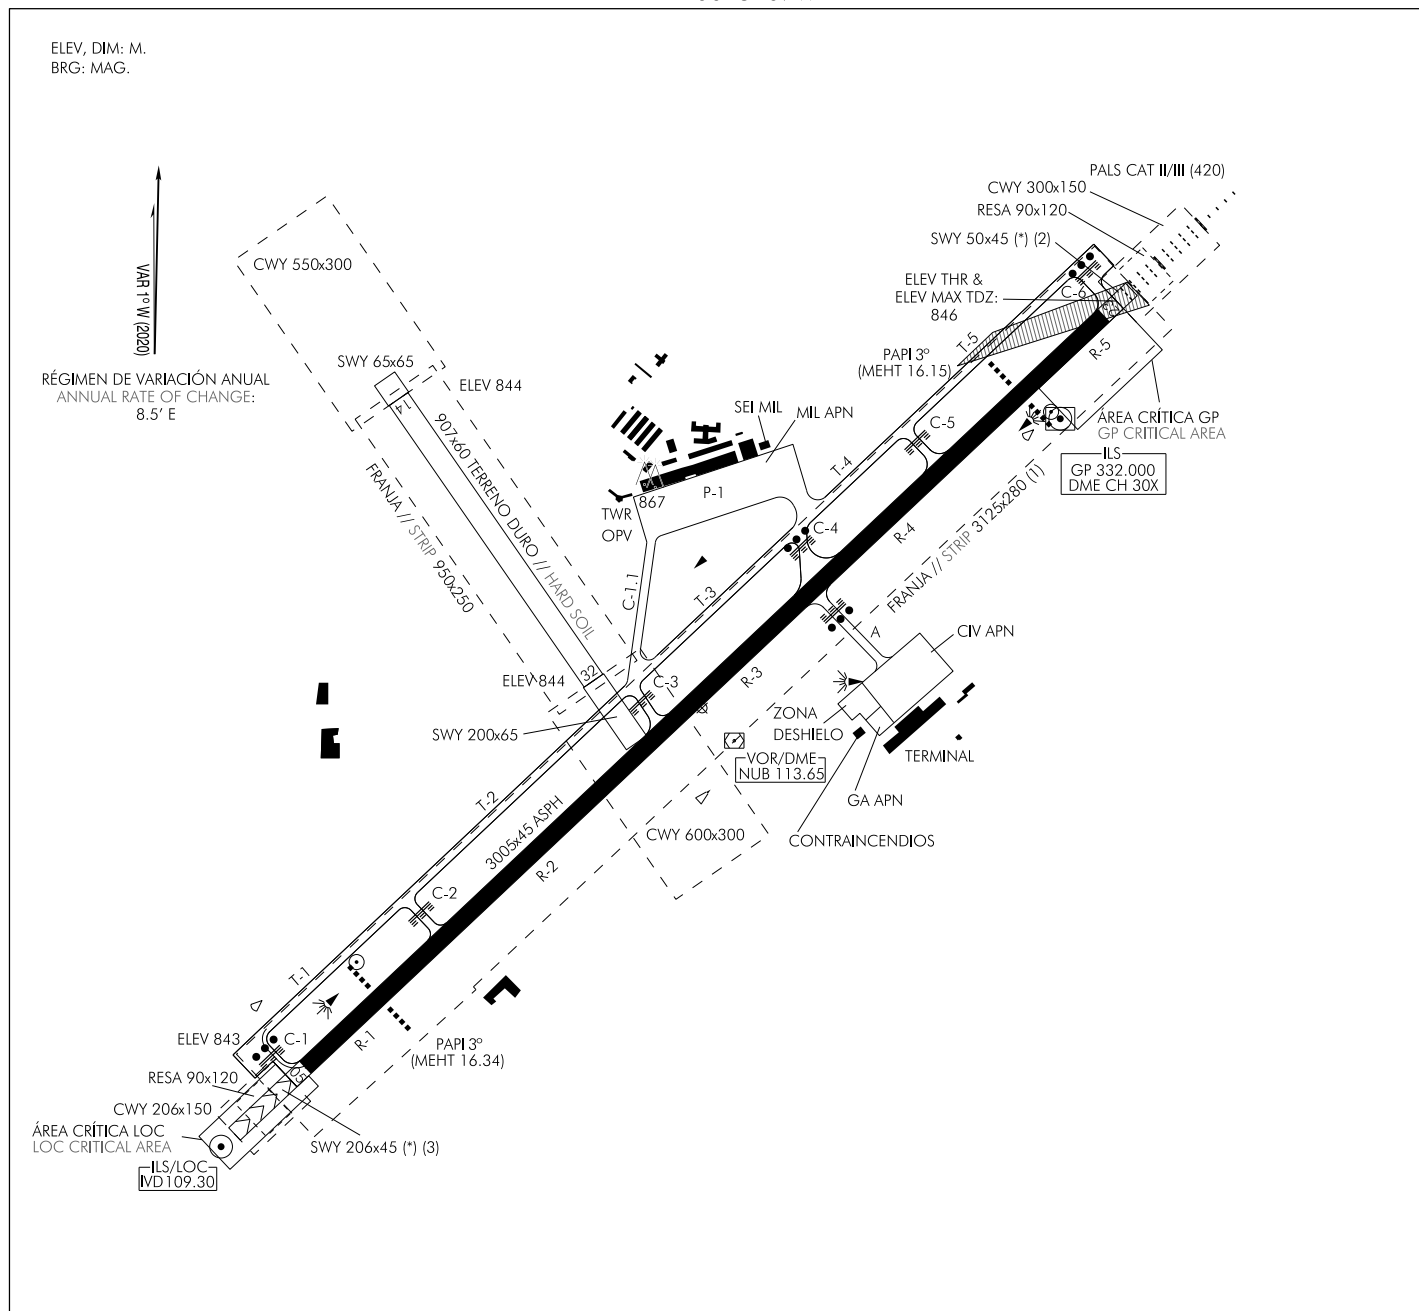 ELEV, DIM: M.
BRG: MAG.
VAR 1º W (2020)
RÉGIMEN DE VARIACIÓN ANUAL
ANNUAL RATE OF CHANGE:
8.5' E
CWY 550x300
SWY 65x65
ELEV 844
14
907x60 TERRENO DURO // HARD SOIL
FRANJA // STRIP 950x250
32
ELEV 844
SWY 200x65
PALS CAT II/III (420)
CWY 300x150
RESA 90x120
SWY 50x45 (*) (2)
ELEV THR &
ELEV MAX TDZ:
846
C-6
23
T-5
R-5
PAPI 3º
(MEHT 16.15)
ÁREA CRÍTICA GP
GP CRITICAL AREA
ILS
GP 332.000
DME CH 30X
SEI MIL
MIL APN
P-1
867
TWR
OPV
C-1.1
T-4
C-5
C-4
R-4
FRANJA // STRIP 3125x280 (1)
T-3
C-3
R-3
A
CIV APN
ZONA
DESHIELO
TERMINAL
GA APN
CONTRAINCENDIOS
VOR/DME
NUB 113.65
CWY 600x300
T-2
3005x45 ASPH
R-2
C-2
T-1
R-1
C-1
ELEV 843
PAPI 3º
(MEHT 16.34)
05
RESA 90x120
CWY 206x150
ÁREA CRÍTICA LOC
LOC CRITICAL AREA
SWY 206x45 (*) (3)
ILS/LOC
IVD 109.30